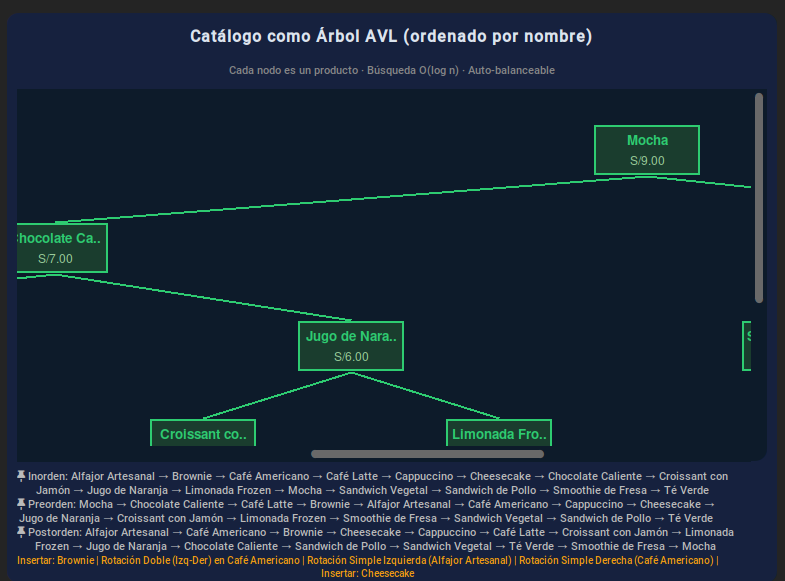 Catálogo como Árbol AVL (ordenado por nombre)
Cada nodo es un producto · Búsqueda O(log n) · Auto-balanceable
Mocha
S/9.00
hocolate Ca..
S/7.00
Jugo de Nara..
S/6.00
Croissant co..
Limonada Fro..
Inorden: Alfajor Artesanal → Brownie → Café Americano → Café Latte → Cappuccino → Cheesecake → Chocolate Caliente → Croissant con
Jamón → Jugo de Naranja → Limonada Frozen → Mocha → Sandwich Vegetal → Sandwich de Pollo → Smoothie de Fresa → Té Verde
Preorden: Mocha → Chocolate Caliente → Café Latte → Brownie → Alfajor Artesanal → Café Americano → Cappuccino → Cheesecake →
Jugo de Naranja → Croissant con Jamón → Limonada Frozen → Smoothie de Fresa → Sandwich Vegetal → Sandwich de Pollo → Té Verde
Postorden: Alfajor Artesanal → Café Americano → Brownie → Cheesecake → Cappuccino → Café Latte → Croissant con Jamón → Limonada
Frozen → Jugo de Naranja → Chocolate Caliente → Sandwich de Pollo → Sandwich Vegetal → Té Verde → Smoothie de Fresa → Mocha
Insertar: Brownie | Rotación Doble (Izq-Der) en Café Americano | Rotación Simple Izquierda (Alfajor Artesanal) | Rotación Simple Derecha (Café Americano) |
Insertar: Cheesecake